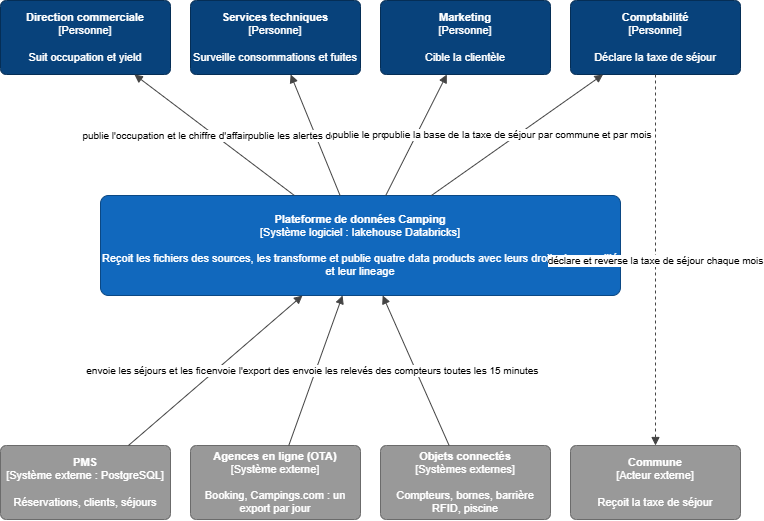 Direction commerciale
[Personne]
Suit occupation et yield
Services techniques
[Personne]
Surveille consommations et fuites
Marketing
[Personne]
Cible la clientèle
Comptabilité
[Personne]
Déclare la taxe de séjour
publie l'occupation et le chiffre d'affair
publie les alertes d
publie le pr
publie la base de la taxe de séjour par commune et par mois
Plateforme de données Camping
[Système logiciel : lakehouse Databricks]
Reçoit les fichiers des sources, les transforme et publie quatre data products avec leurs
et leur lineage
déclare et reverse la taxe de séjour chaque mois
envoie les séjours et les fic
envoie l'export des
envoie les relevés des compteurs toutes les 15 minutes
PMS
[Système externe : PostgreSQL]
Réservations, clients, séjours
Agences en ligne (OTA)
[Système externe]
Booking, Campings.com : un
export par jour
Objets connectés
[Systèmes externes]
Compteurs, bornes, barrière
RFID, piscine
Commune
[Acteur externe]
Reçoit la taxe de séjour